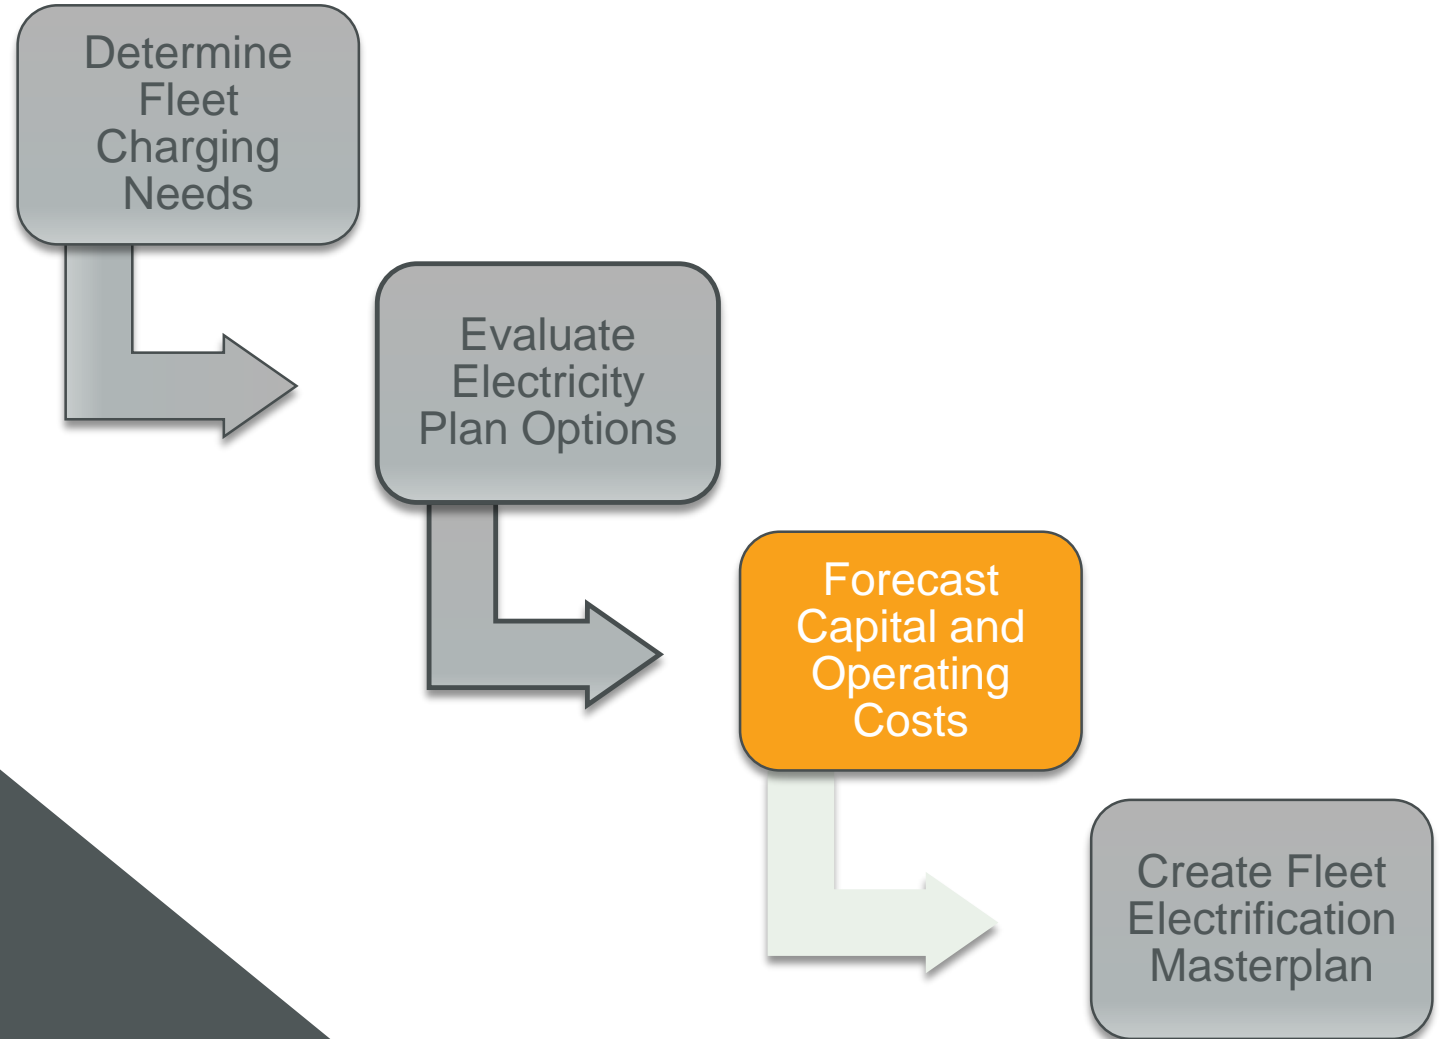 Determine
Fleet
Charging
Needs
Evaluate
Electricity
Plan Options
Forecast
Capital and
Operating
Costs
Create Fleet
Electrification
Masterplan